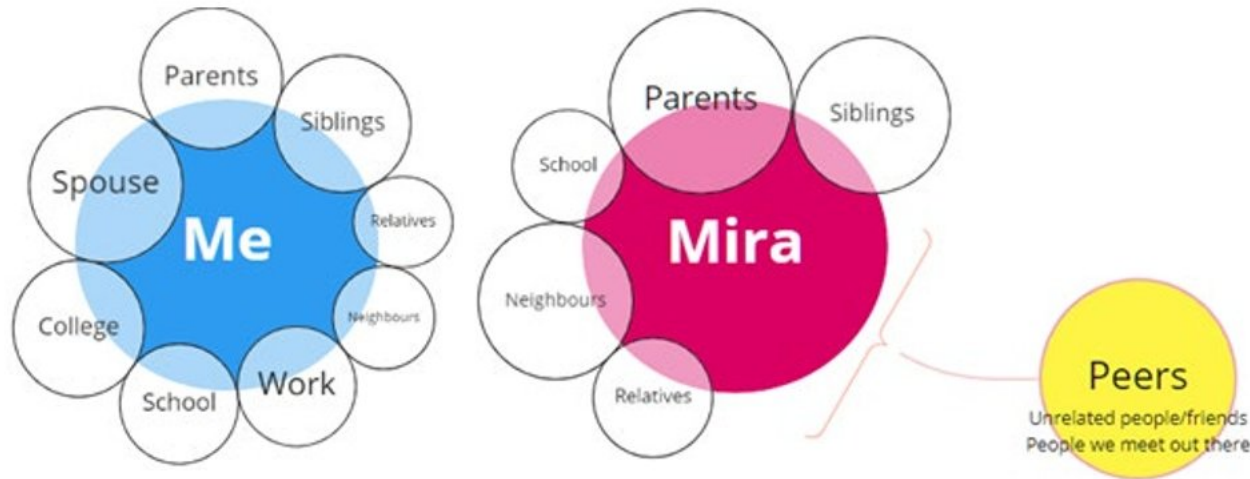 Parents
Siblings
Spouse
Me
Relatives
College
Neighbours
School
Work
Parents
Siblings
School
Mira
Neighbours
Relatives
Peers
Unrelated people/friends
People we meet out there